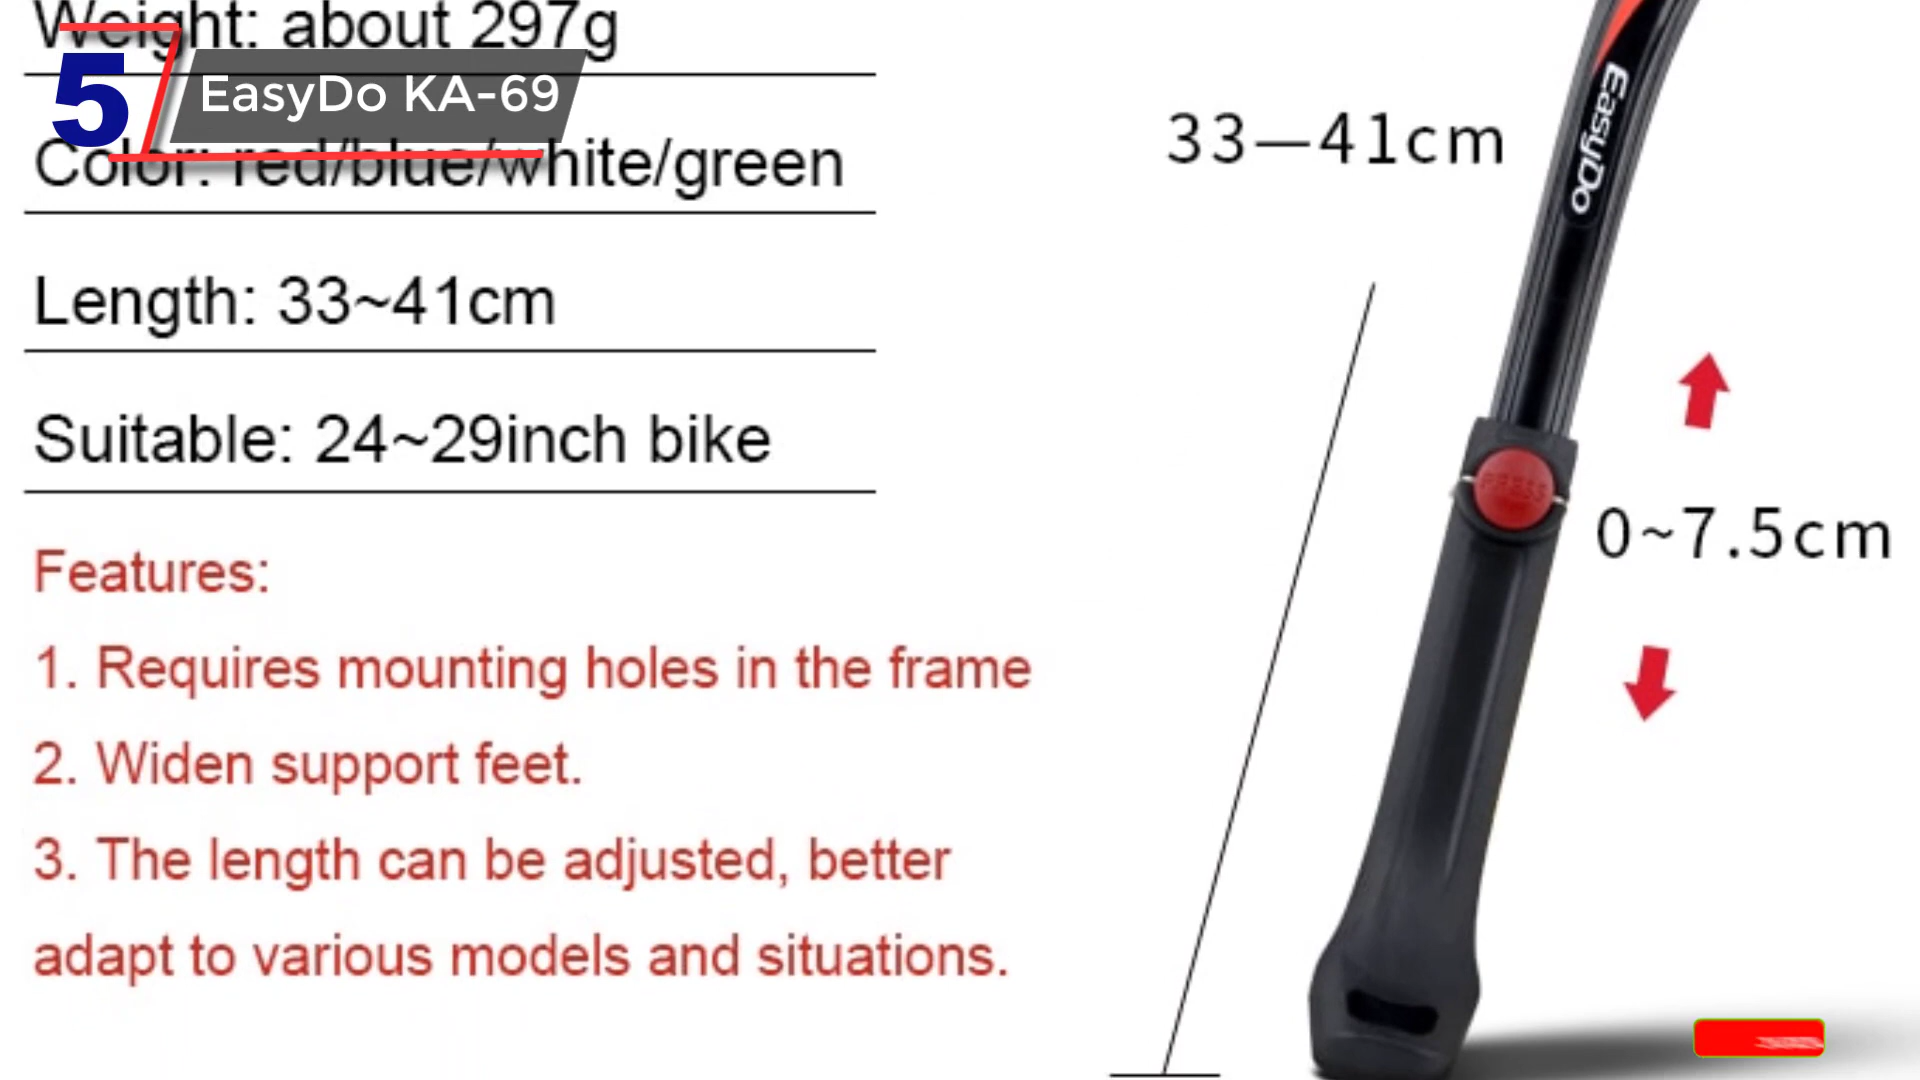 Weight: about 297g
5 EasyDo KA-69
Color: red/blue/white/green
Length: 33~41cm
Suitable: 24~29inch bike
Features:
1. Requires mounting holes in the frame
2. Widen support feet.
3. The length can be adjusted, better
adapt to various models and situations.
33—41cm
EasyDo
PRESS
0~7.5cm